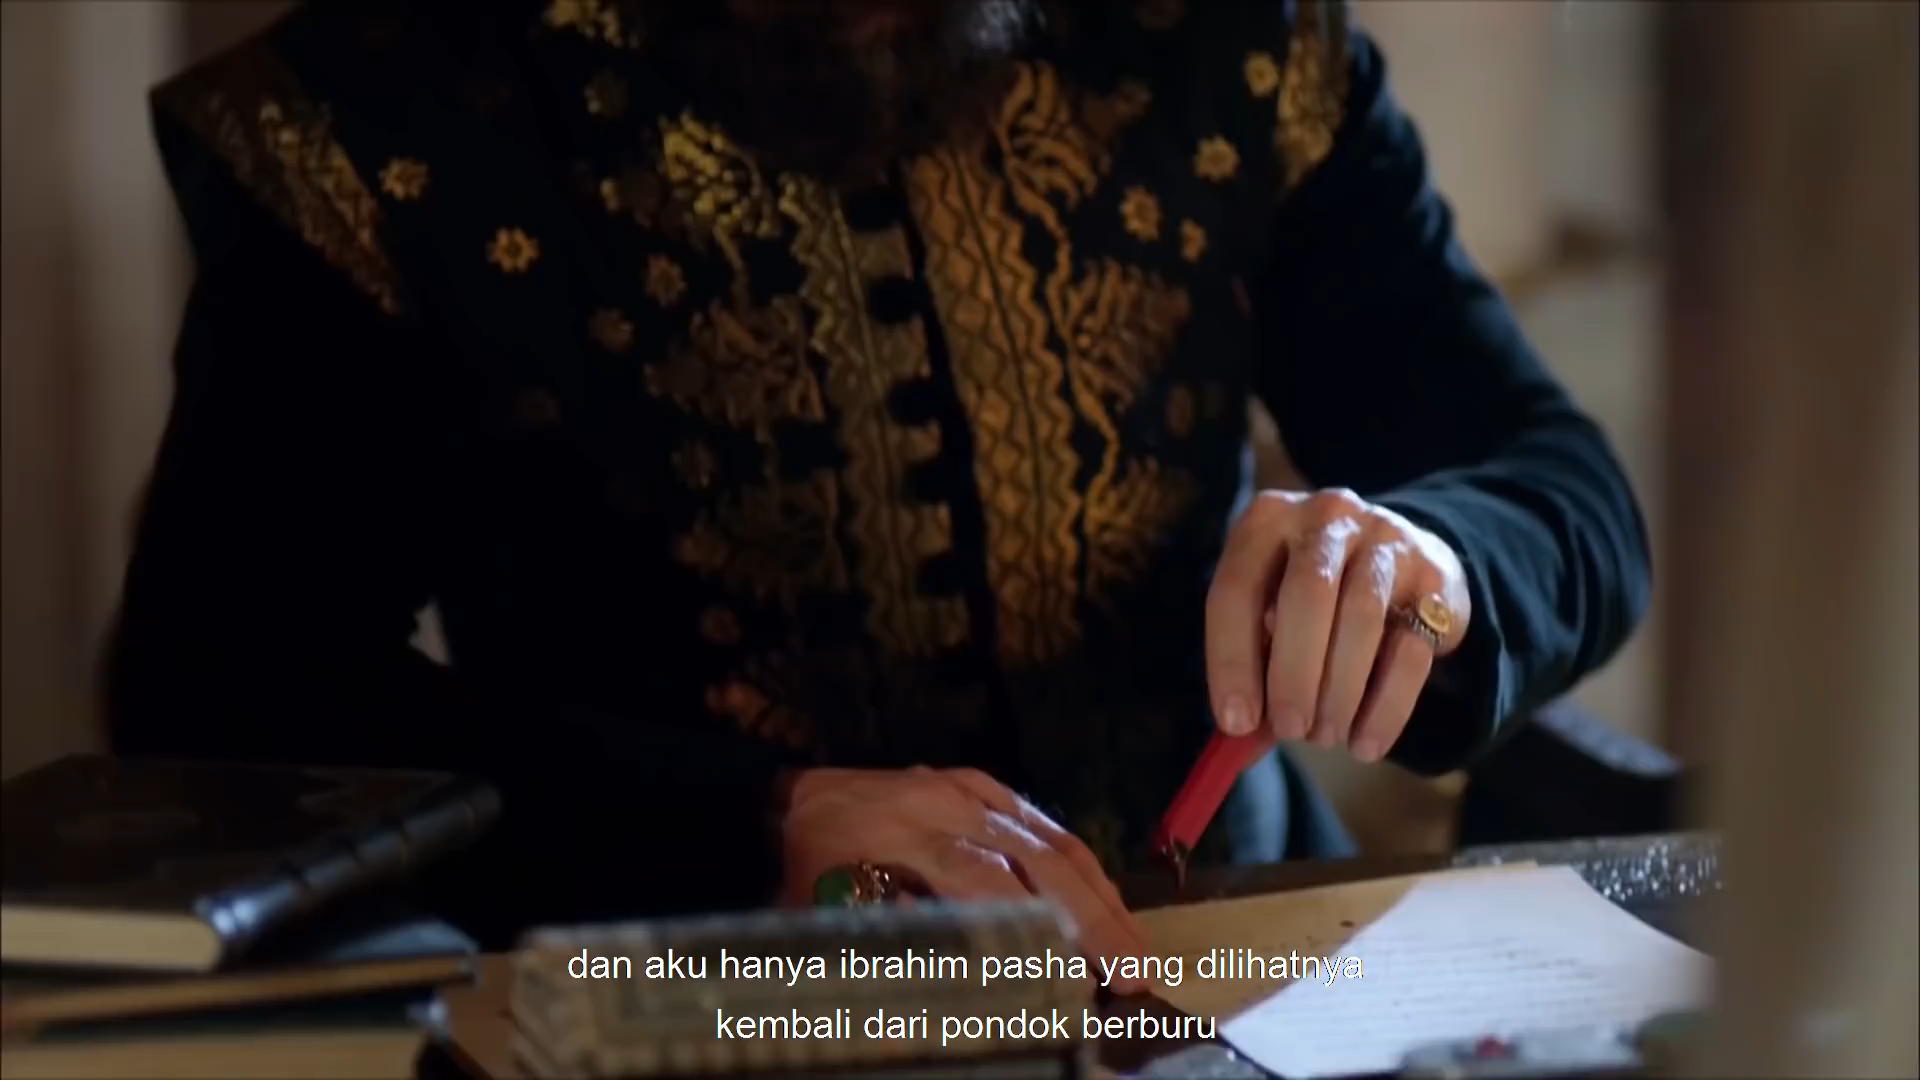 dan aku hanya ibrahim pasha yang dilihatnya
kembali dari pondok berburu